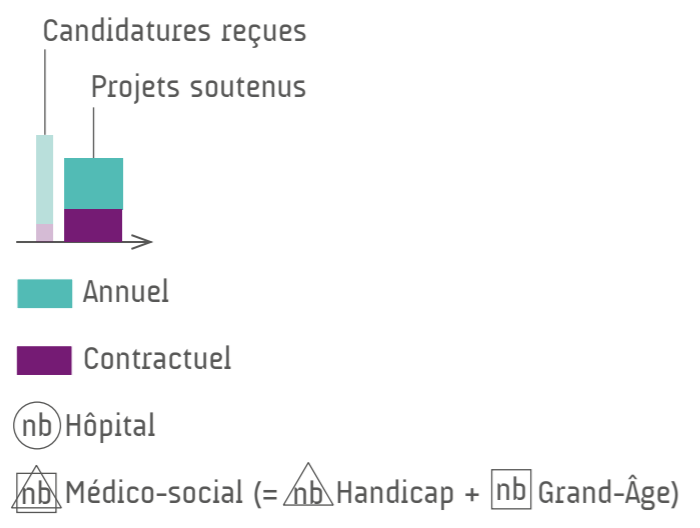 Candidatures reçues
Projets soutenus
Annuel
Contractuel
nb Hôpital
nb Médico-social (= nb Handicap + nb Grand-Âge)